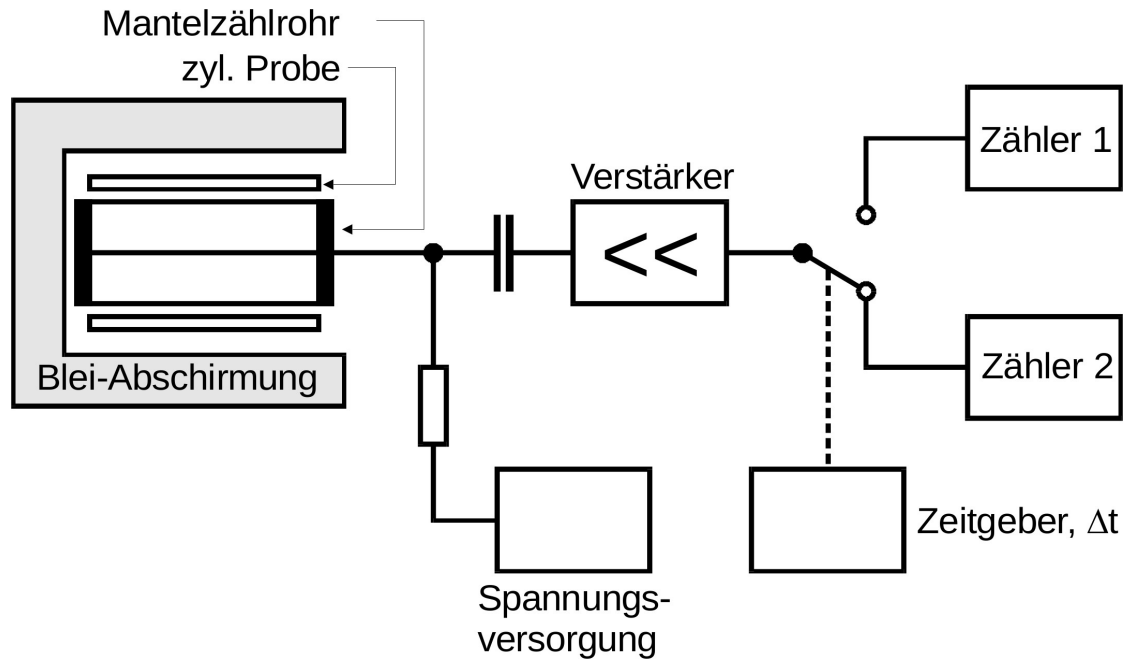 Mantelzählrohr
zyl. Probe
Zähler 1
Verstärker
<<
Blei-Abschirmung
Zähler 2
Zeitgeber, Δt
Spannungs-
versorgung